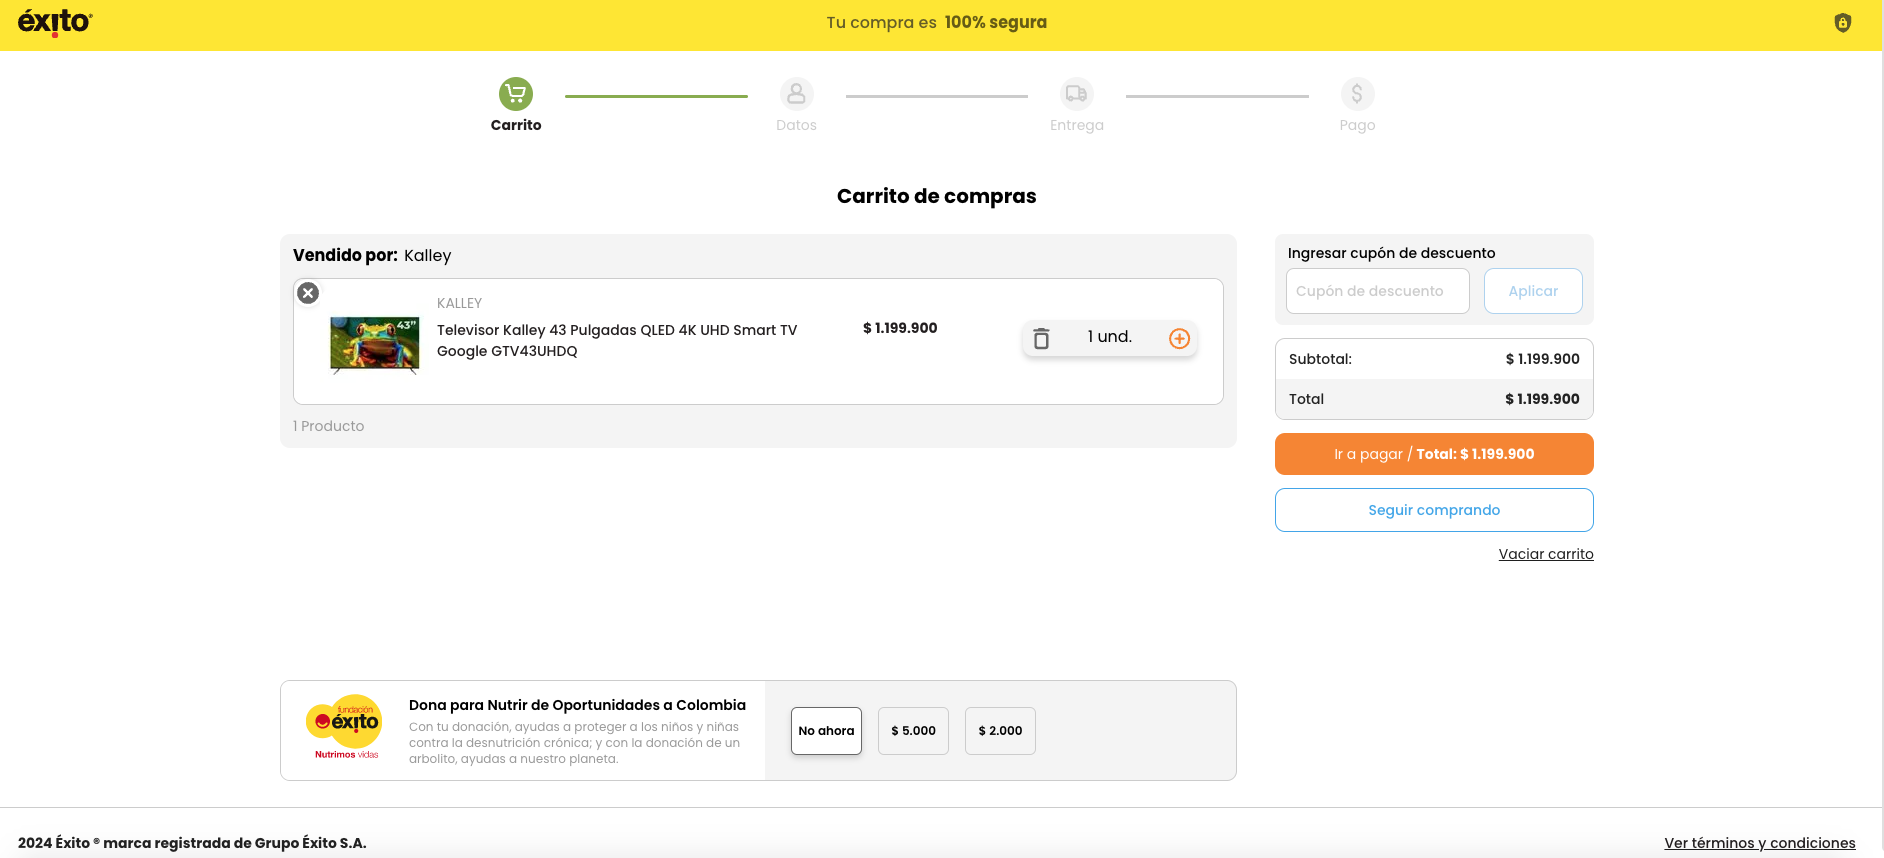 éxito
Tu compra es 100% segura
Carrito
Datos
Entrega
Pago
Carrito de compras
Vendido por: Kalley
KALLEY
43”
Televisor Kalley 43 Pulgadas QLED 4K UHD Smart TV
Google GTV43UHDQ
$ 1.199.900
1 und.
1 Producto
Ingresar cupón de descuento
Cupón de descuento
Aplicar
Subtotal: $ 1.199.900
Total $ 1.199.900
Ir a pagar / Total: $ 1.199.900
Seguir comprando
Vaciar carrito
fundación
éxito
Nutrimos vidas
Dona para Nutrir de Oportunidades a Colombia
Con tu donación, ayudas a proteger a los niños y niñas
contra la desnutrición crónica; y con la donación de un
arbolito, ayudas a nuestro planeta.
No ahora
$ 5.000
$ 2.000
2024 Éxito ® marca registrada de Grupo Éxito S.A.
Ver términos y condiciones